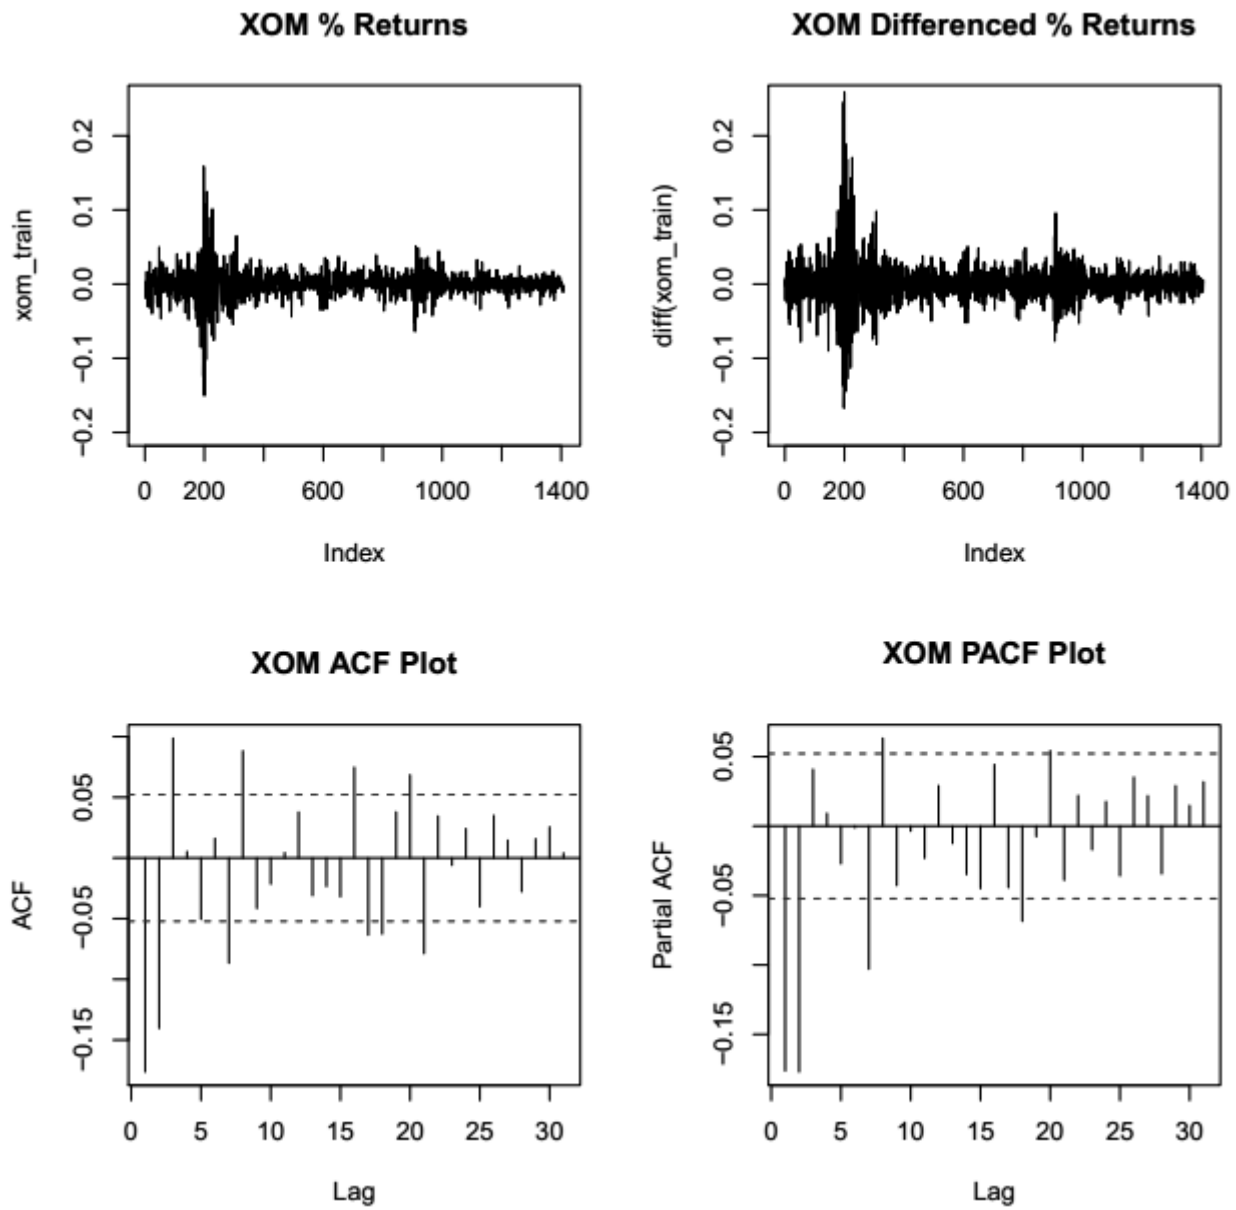 XOM % Returns
xom_train
0.2
0.1
0.0
−0.1
−0.2
0 200 600 1000 1400
Index
XOM Differenced % Returns
diff(xom_train)
0.2
0.1
0.0
−0.1
−0.2
0 200 600 1000 1400
Index
XOM ACF Plot
ACF
0.05
−0.05
−0.15
0 5 10 15 20 25 30
Lag
XOM PACF Plot
Partial ACF
0.05
−0.05
−0.15
0 5 10 15 20 25 30
Lag